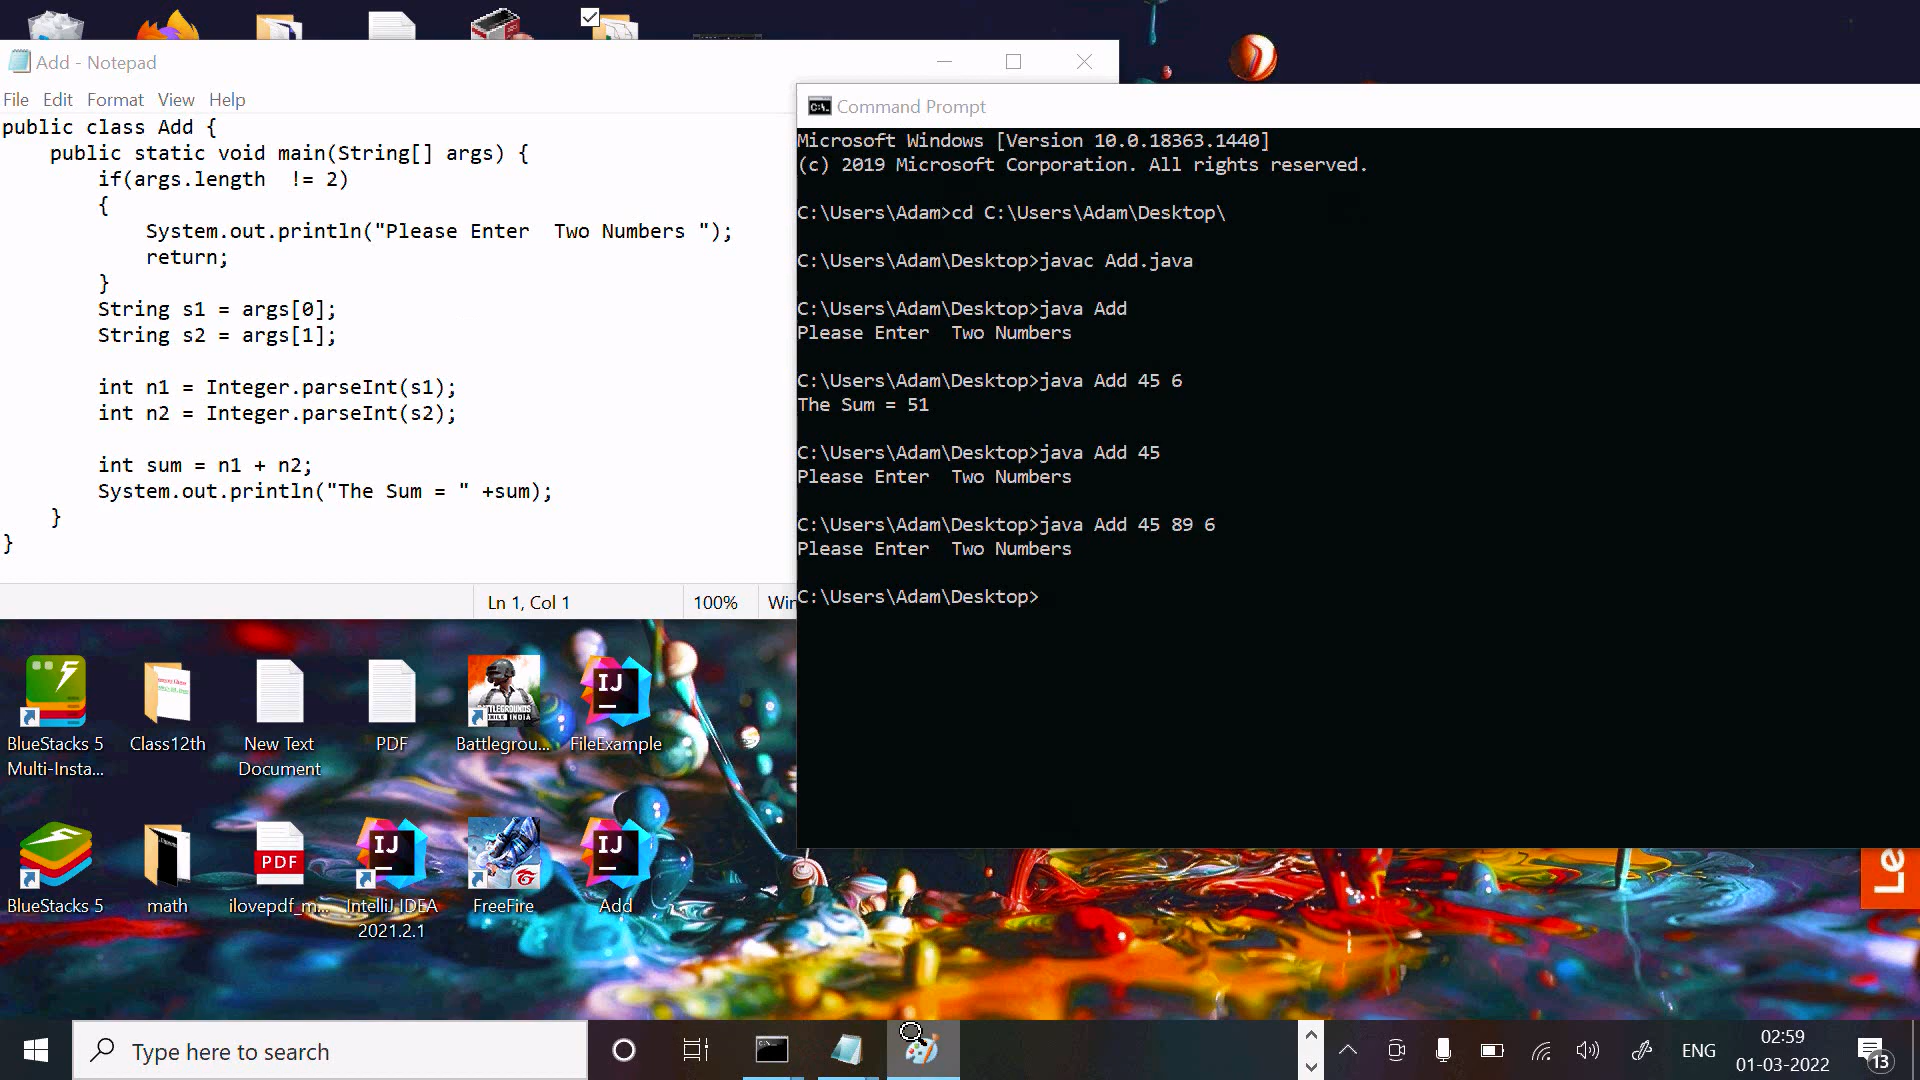 Add - Notepad
File Edit Format View Help
public class Add {
    public static void main(String[] args) {
        if(args.length  != 2)
        {
            System.out.println("Please Enter  Two Numbers ");
            return;
        }
        String s1 = args[0];
        String s2 = args[1];
        int n1 = Integer.parseInt(s1);
        int n2 = Integer.parseInt(s2);
        int sum = n1 + n2;
        System.out.println("The Sum = " +sum);
    }
}
Ln 1, Col 1
100%
Win
Command Prompt
Microsoft Windows [Version 10.0.18363.1440]
(c) 2019 Microsoft Corporation. All rights reserved.
C:\Users\Adam>cd C:\Users\Adam\Desktop\
C:\Users\Adam\Desktop>javac Add.java
C:\Users\Adam\Desktop>java Add
Please Enter  Two Numbers
C:\Users\Adam\Desktop>java Add 45 6
The Sum = 51
C:\Users\Adam\Desktop>java Add 45
Please Enter  Two Numbers
C:\Users\Adam\Desktop>java Add 45 89 6
Please Enter  Two Numbers
C:\Users\Adam\Desktop>
BlueStacks 5
Multi-Insta...
Class12th
New Text
Document
PDF
Battlegrou...
FileExample
BlueStacks 5
math
PDF
ilovepdf_m...
IJ
IntelliJ IDEA
2021.2.1
FreeFire
IJ
Add
IJ
Le
Type here to search
ENG
02:59
01-03-2022
13